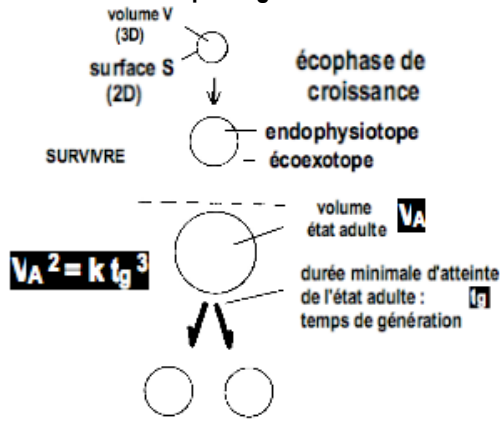 volume V
(3D)
surface S
(2D)
écophase de
croissance
endophysiotope
écoexotope
SURVIVRE
volume
état adulte VA
VA² = k tg³
durée minimale d'atteinte
de l'état adulte : tg
temps de génération